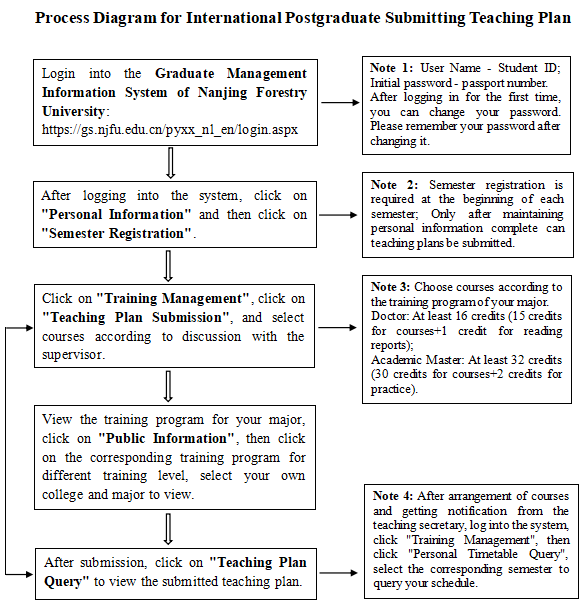 Process Diagram for International Postgraduate Submitting Teaching Plan
Login into the Graduate Management
Information System of Nanjing Forestry
University:
https://gs.njfu.edu.cn/pyxx_nl_en/login.aspx
Note 1: User Name - Student ID;
Initial password - passport number.
After logging in for the first time,
you can change your password.
Please remember your password after
changing it.
After logging into the system, click on
"Personal Information" and then click on
"Semester Registration".
Note 2: Semester registration is
required at the beginning of each
semester; Only after maintaining
personal information complete can
teaching plans be submitted.
Click on "Training Management", click on
"Teaching Plan Submission", and select
courses according to discussion with the
supervisor.
Note 3: Choose courses according to
the training program of your major.
Doctor: At least 16 credits (15 credits
for courses+1 credit for reading
reports);
Academic Master: At least 32 credits
(30 credits for courses+2 credits for
practice).
View the training program for your major,
click on "Public Information", then click
on the corresponding training program for
different training level, select your own
college and major to view.
Note 4: After arrangement of courses
and getting notification from the
teaching secretary, log into the system,
click "Training Management", then
click "Personal Timetable Query",
select the corresponding semester to
query your schedule.
After submission, click on "Teaching Plan
Query" to view the submitted teaching plan.